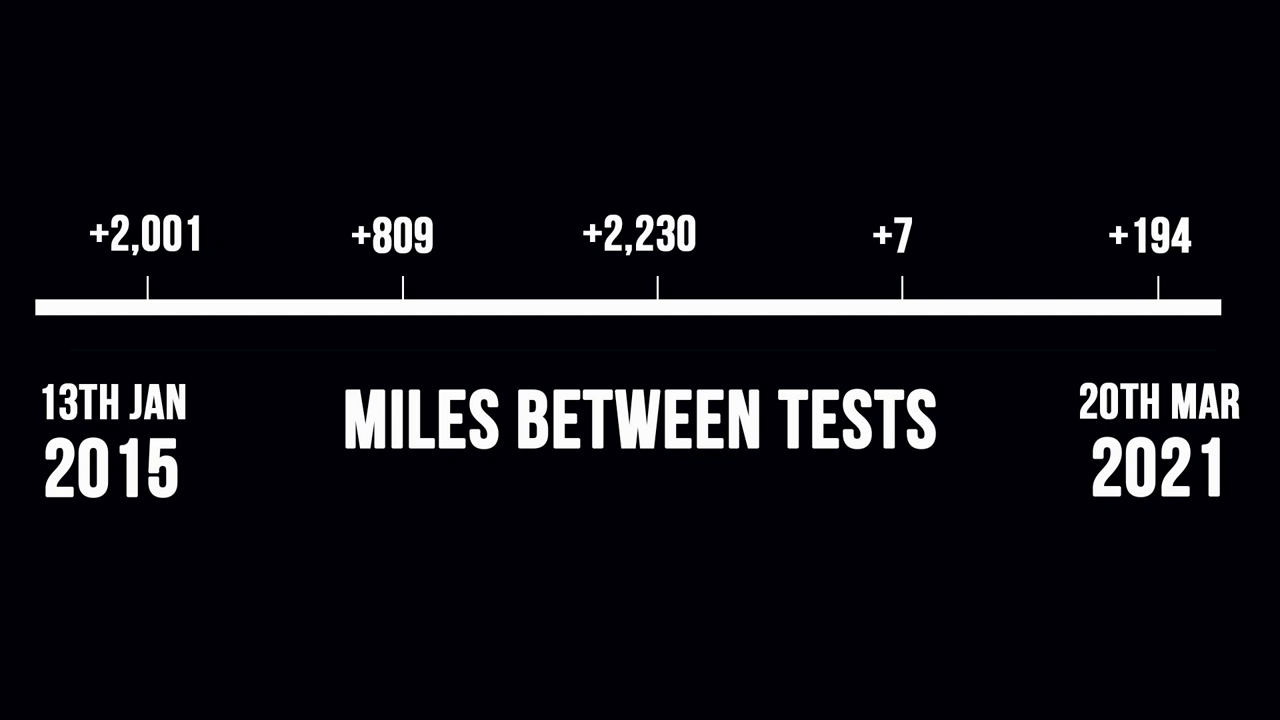 +2,001 +809 +2,230 +7 +194
13TH JAN
2015
MILES BETWEEN TESTS
20TH MAR
2021